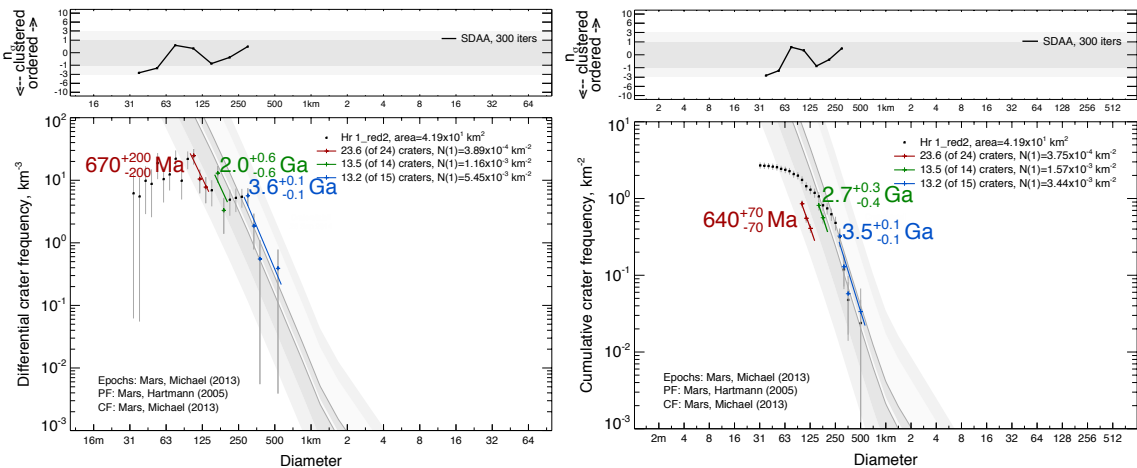 n_σ
<-- clustered
ordered -->
10
6
3
1
0
-1
-3
-6
-10
SDAA, 300 iters
16 31 63 125 250 500 1km 2 4 8 16 32 64
Differential crater frequency, km⁻³
10²
10¹
10⁰
10⁻¹
10⁻²
10⁻³
Hr 1_red2, area=4.19x10¹ km²
23.6 (of 24) craters, N(1)=3.89x10⁻⁴ km⁻²
13.5 (of 14) craters, N(1)=1.16x10⁻³ km⁻²
13.2 (of 15) craters, N(1)=5.45x10⁻³ km⁻²
670+200-200 Ma
2.0+0.6-0.6 Ga
3.6+0.1-0.1 Ga
Epochs: Mars, Michael (2013)
PF: Mars, Hartmann (2005)
CF: Mars, Michael (2013)
16m 31 63 125 250 500 1km 2 4 8 16 32 64
Diameter
n_σ
<-- clustered
ordered -->
10
6
3
1
0
-1
-3
-6
-10
SDAA, 300 iters
2 4 8 16 31 63 125 250 500 1km 2 4 8 16 32 64 128 256 512
Cumulative crater frequency, km⁻²
10²
10¹
10⁰
10⁻¹
10⁻²
10⁻³
Hr 1_red2, area=4.19x10¹ km²
23.6 (of 24) craters, N(1)=3.75x10⁻⁴ km⁻²
13.5 (of 14) craters, N(1)=1.57x10⁻³ km⁻²
13.2 (of 15) craters, N(1)=3.44x10⁻³ km⁻²
2.7+0.3-0.4 Ga
640+70-70 Ma
3.5+0.1-0.1 Ga
Epochs: Mars, Michael (2013)
PF: Mars, Hartmann (2005)
CF: Mars, Michael (2013)
2m 4 8 16 31 63 125 250 500 1km 2 4 8 16 32 64 128 256 512
Diameter